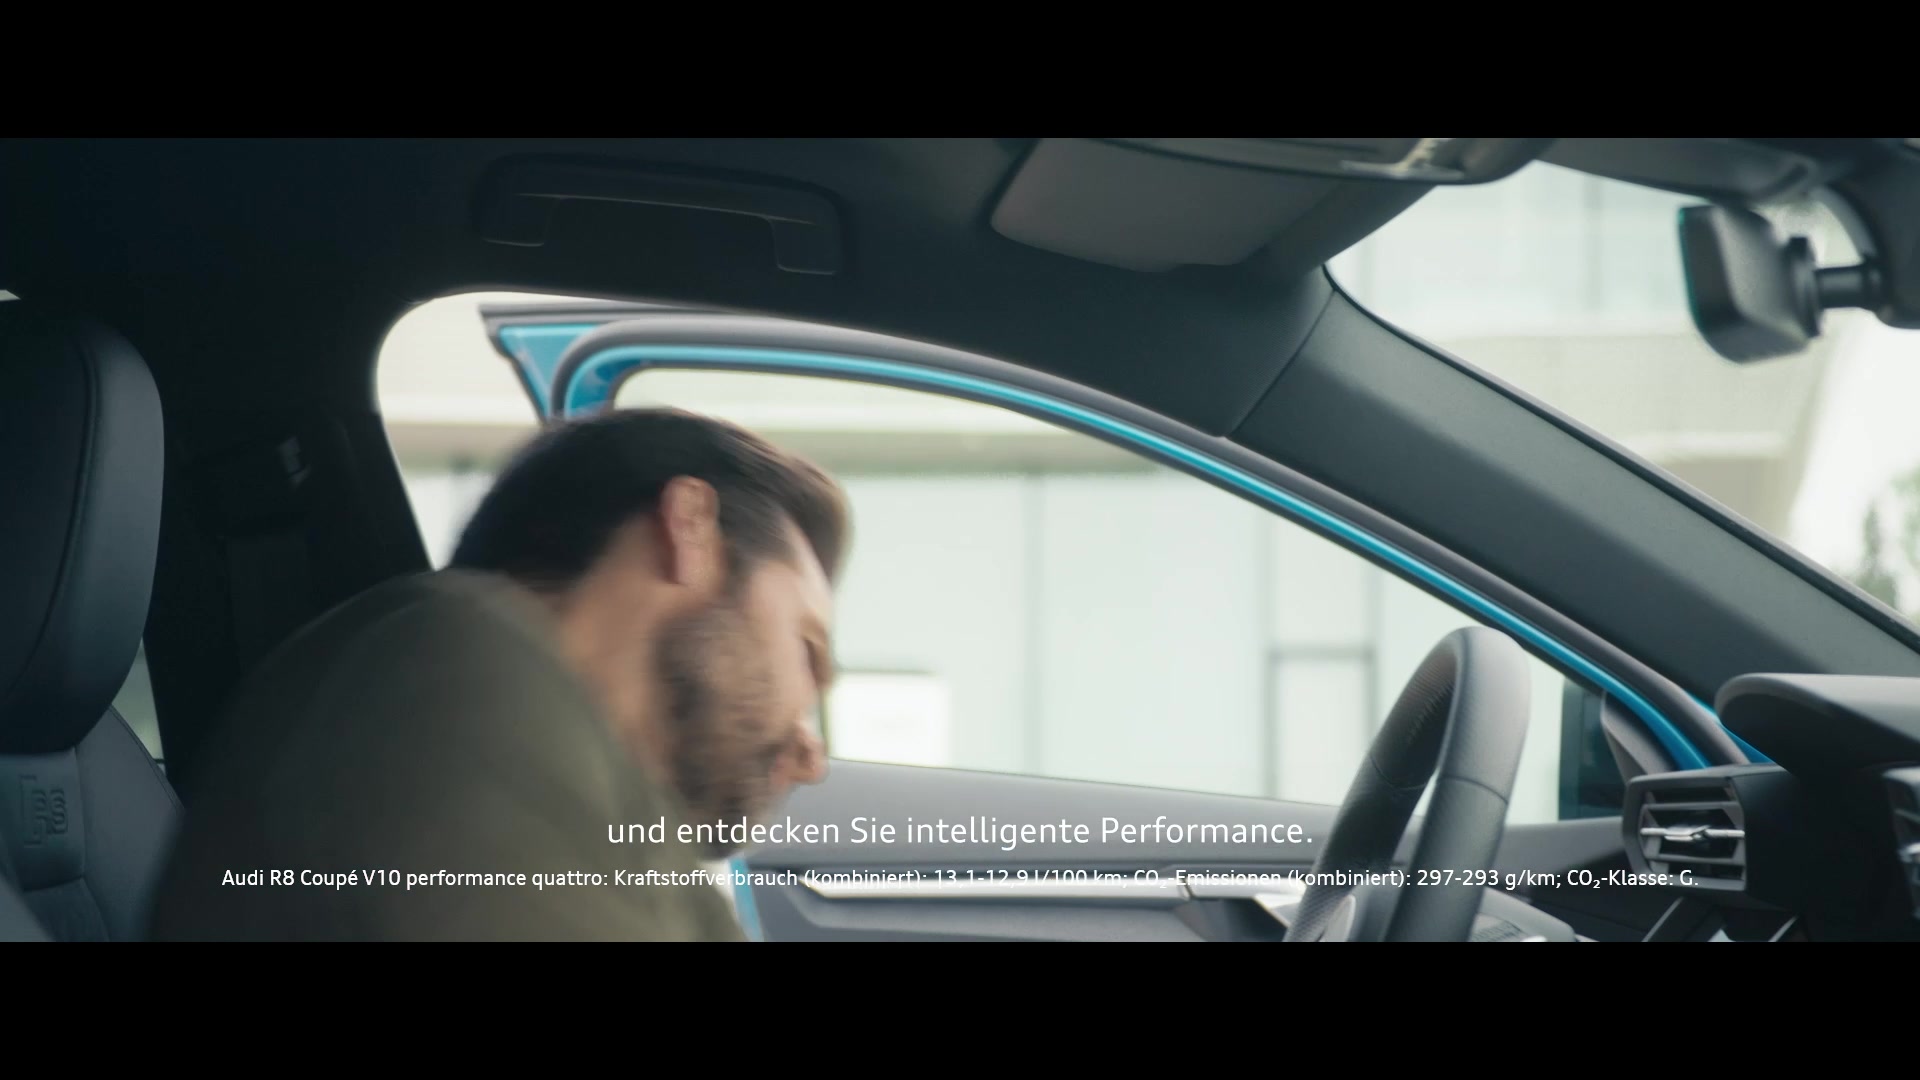 und entdecken Sie intelligente Performance.
Audi R8 Coupé V10 performance quattro: Kraftstoffverbrauch (kombiniert): 13,1-12,9 l/100 km; CO₂-Emissionen (kombiniert): 297-293 g/km; CO₂-Klasse: G.